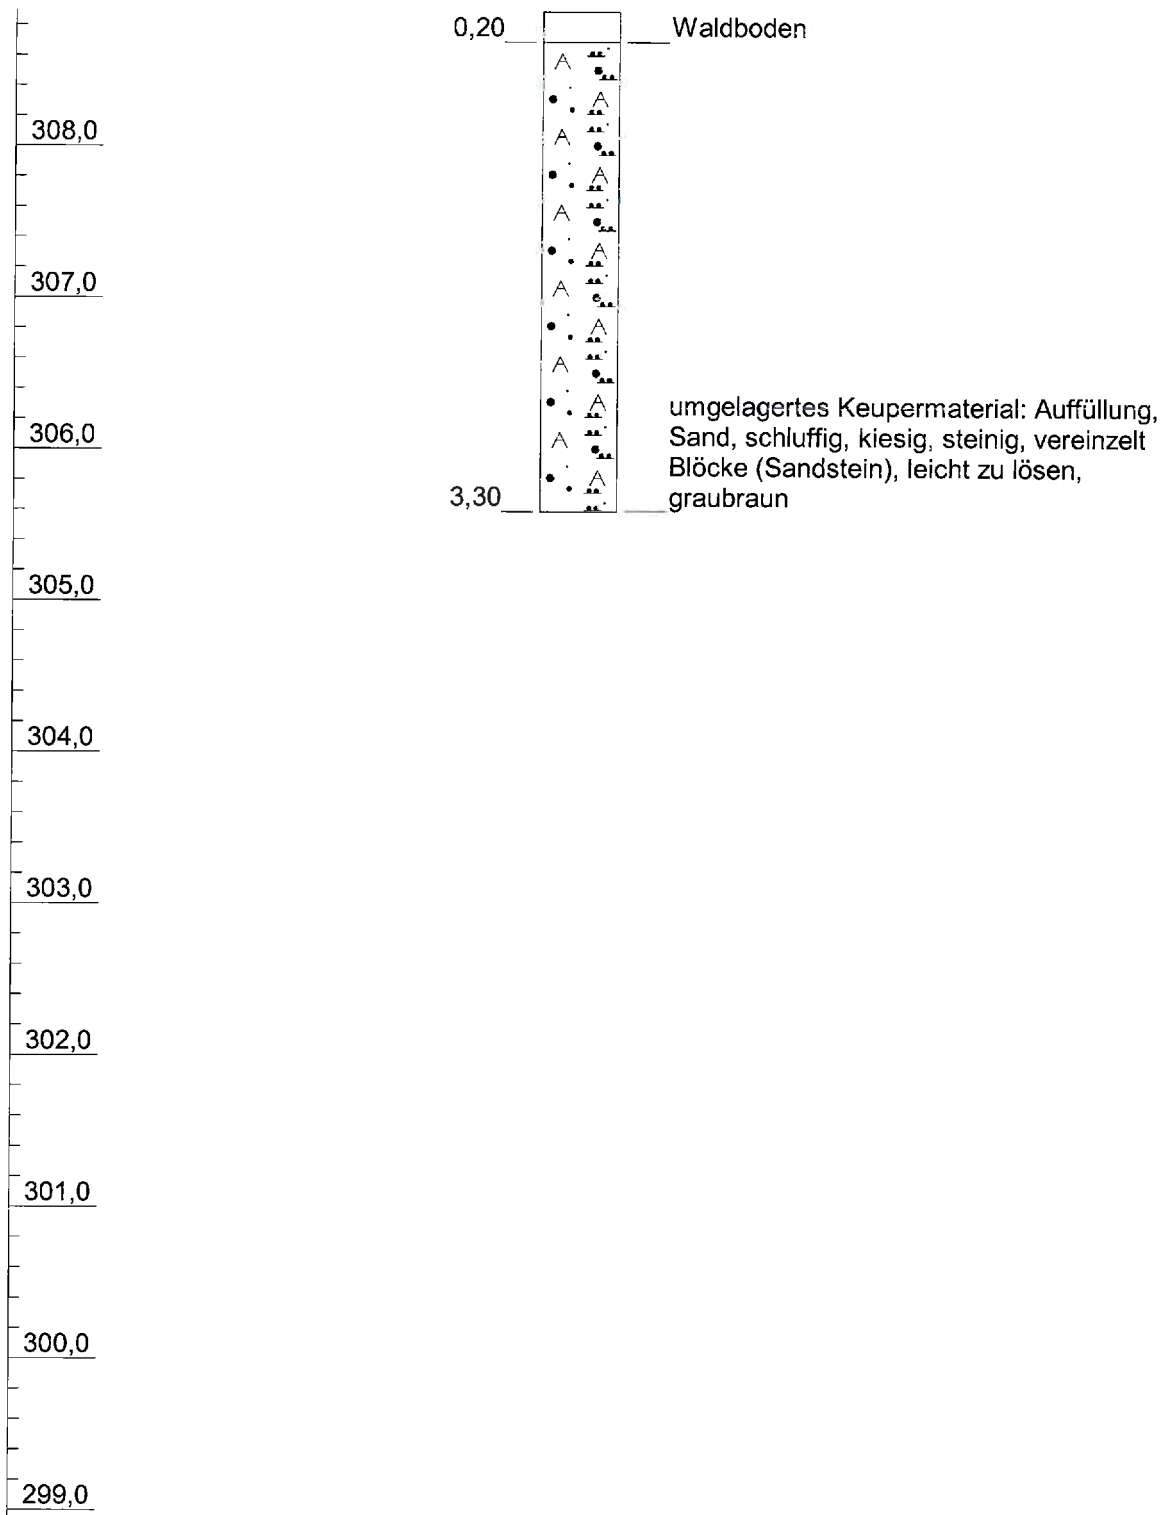 0,20 Waldboden
308,0
307,0
umgelagertes Keupermaterial: Auffüllung,
306,0 Sand, schluffig, kiesig, steinig, vereinzelt
Blöcke (Sandstein), leicht zu lösen,
3,30 graubraun
305,0
304,0
303,0
302,0
301,0
300,0
299,0